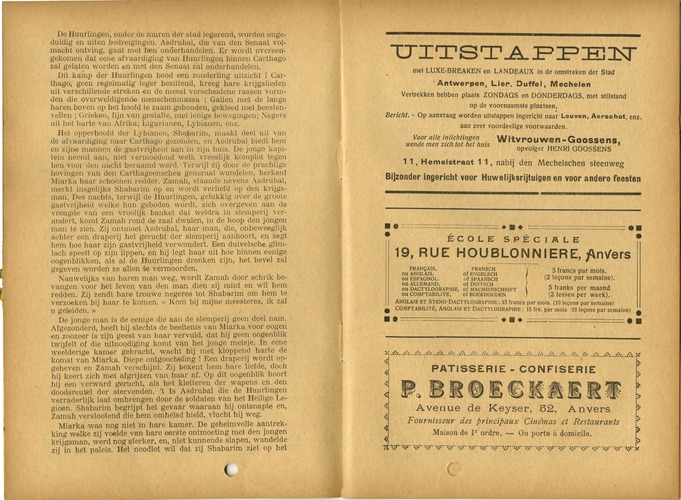 De Huurlingen, onder de muren der stad legerend, worden onge-
duldig en uiten bedreigingen. Asdrubal, die van den Senaat vol-
macht ontving, gaat met hen onderhandelen. Er wordt overeen-
gekomen dat eene afvaardiging van Huurlingen binnen Carthago
zal gelaten worden en met den Senaat zal onderhandelen.
Dit kamp der Huurlingen bood een zonderling uitzicht ! Car-
thago, geen regelmatig leger bezittend, kreeg hare krijgslieden
uit verschillende streken en de meest verscheidene rassen vorm-
den die overweldigende menschenmassa : Galiën met de lange
haren boven op het hoofd te zaam gebonden, gekleed met beesten-
vellen ; Grieken, fijn van gestalte, met lenige bewegingen; Negers
uit het harte van Afrika; Ligurianen, Lybianen, enz.
Het opperhoofd der Lybianen, Shabarim, maakt deel uit van
de afvaardiging naar Carthago gezonden, en Asdrubal biedt hem
en zijne mannen de gastvrijheid aan in zijn huis. De jonge kap-
tein neemt aan, niet vermoedend welk vreeslijk komplot tegen
hen voor den nacht beraamd werd. Terwijl zij door de prachtige
hovingen van den Carthageenschen generaal wandelen, herkent
Miarka haar schoonen redder. Zamah, staande nevens Asdrubal,
merkt insgelijks Shabarim op en wordt verliefd op den krijgs-
man. Des nachts, terwijl de Huurlingen, gelukkig over de groote
gastvrijheid welke hun geboden wordt, zich overgeven aan de
vreugde van een vroolijk banket dat weldra in slemperij ver-
andert, komt Zamah rond de zaal dwalen, in de hoop den jongen
man te zien. Zij ontmoet Asdrubal, haar man, die, onbeweeglijk
achter een draperij het gerucht der slemperij aanhoort, en zegt
hem hoe haar zijn gastvrijheid verwondert. Een duivelsche glim-
lach speelt op zijn lippen, en hij legt haar uit hoe binnen eenige
oogenblikken, als al de Huurlingen dronken zijn, het bevel zal
gegeven worden ze allen te vermoorden.
Nauwelijks van haren man weg, wordt Zamah door schrik be-
vangen voor het leven van den man dien zij mint en wil hem
redden. Zij zendt hare trouwe negeres tot Shabarim om hem te
verzoeken bij haar te komen. « Kom bij mijne meesteres, ik zal
u geleiden. »
De jonge man is de eenige die aan de slemperij geen deel nam.
Afgezonderd, heeft hij slechts de beeltenis van Miarka voor oogen
en zoozeer is zijn geest van haar vervuld, dat hij geen oogenblik
twijfelt of die uitnoodiging komt van het jonge meisje. In eene
weelderige kamer gebracht, wacht hij met kloppend harte de
komst van Miarka. Diepe ontgoocheling ! Een draperij wordt op-
geheven en Zamah verschijnt. Zij bekent hem hare liefde, doch
hij keert zich met afgrijzen van haar af. Op dit oogenblik hoort
hij een verward gerucht, als het kletteren der wapens en den
doodsreutel der stervenden. 't Is Asdrubal die de Huurlingen
verraderlijk laat omhrengen door de soldaten van het Heilige Le-
gioen. Shabarim begrijpt het gevaar waaraan hij ontsnapte en,
Zamah verstootend die hem omhelsd hield, vlucht hij weg.
Miarka was nog niet in hare kamer. De geheimvolle aantrek-
king welke zij voelde van hare eerste ontmoeting met den jongen
krijgsman, werd nog sterker, en, niet kunnende slapen, wandelde
zij in het paleis. Het noodlot wil dat zij Shabarim ziet op het
UITSTAPPEN
met LUXE-BREAKEN en LANDEAUX in de omstreken der Stad
Antwerpen, Lier, Duffel, Mechelen
Vertrekken hebben plaats ZONDAGS en DONDERDAGS, met stilstand
op de voornaamste plaatsen.
Bericht. - Op aanvraag worden uitstappen ingericht naar Leuven, Aerschot, enz.
aan zeer voordeelige voorwaarden.
Voor alle inlichtingen
wende men zich tot het huis
Witvrouwen-Goossens,
opvolger HENRI GOOSSENS
11, Hemelstraat 11, nabij den Mechelschen steenweg
Bijzonder ingericht voor Huwelijksrijtuigen en voor andere feesten
ÉCOLE SPÉCIALE
19, RUE HOUBLONNIERE, Anvers
FRANÇAIS,
ou ANGLAIS,
ou ESPAGNOL,
ou ALLEMAND,
ou DACTYLOGRAPHIE,
ou COMPTABILITÉ,
FRANSCH
of ENGELSCH
of SPAANSCH
of DUITSCH
of MACHIENSCHRIFT
of BOEKHOUDEN
5 francs par mois.
(2 leçons par semaine).
5 franks per maand
(2 lessen per week).
ANGLAIS ET STÉNO-DACTYLOGRAPHIE : 15 francs par mois (10 leçons par semaine)
COMPTABILITÉ, ANGLAIS ET DACTYLOGRAPHIE : 15 frs. par mois (10 leçons par semaine)
PATISSERIE - CONFISERIE
P. BROECKAERT
Avenue de Keyser, 52, Anvers
Fournisseur des principaux Cinémas et Restaurants
Maison de 1r ordre. — On porte à domicile.